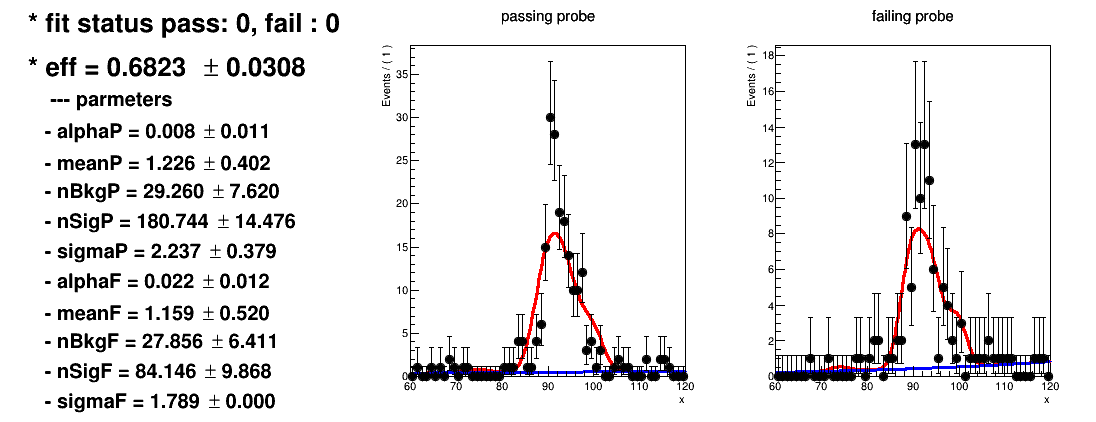 * fit status pass: 0, fail : 0
* eff = 0.6823 ± 0.0308
--- parmeters
- alphaP = 0.008 ± 0.011
- meanP = 1.226 ± 0.402
- nBkgP = 29.260 ± 7.620
- nSigP = 180.744 ± 14.476
- sigmaP = 2.237 ± 0.379
- alphaF = 0.022 ± 0.012
- meanF = 1.159 ± 0.520
- nBkgF = 27.856 ± 6.411
- nSigF = 84.146 ± 9.868
- sigmaF = 1.789 ± 0.000
passing probe
Events / ( 1 )
35
30
25
20
15
10
5
0
60 70 80 90 100 110 120
x
failing probe
Events / ( 1 )
18
16
14
12
10
8
6
4
2
0
60 70 80 90 100 110 120
x